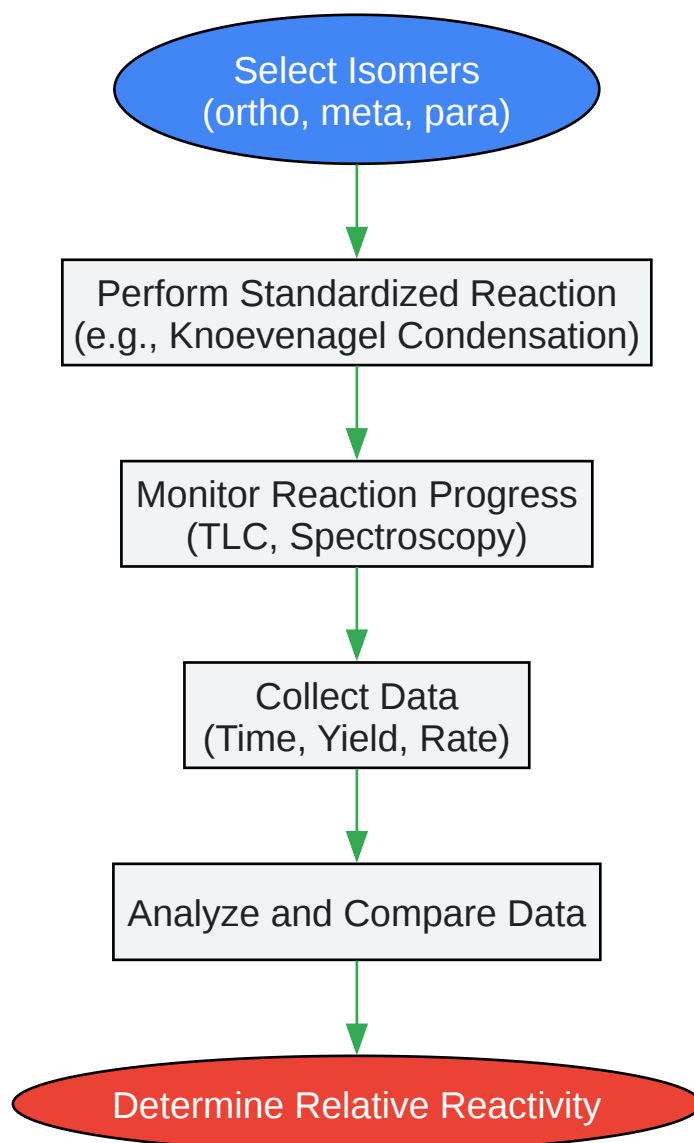 Select Isomers
(ortho, meta, para)
Perform Standardized Reaction
(e.g., Knoevenagel Condensation)
Monitor Reaction Progress
(TLC, Spectroscopy)
Collect Data
(Time, Yield, Rate)
Analyze and Compare Data
Determine Relative Reactivity